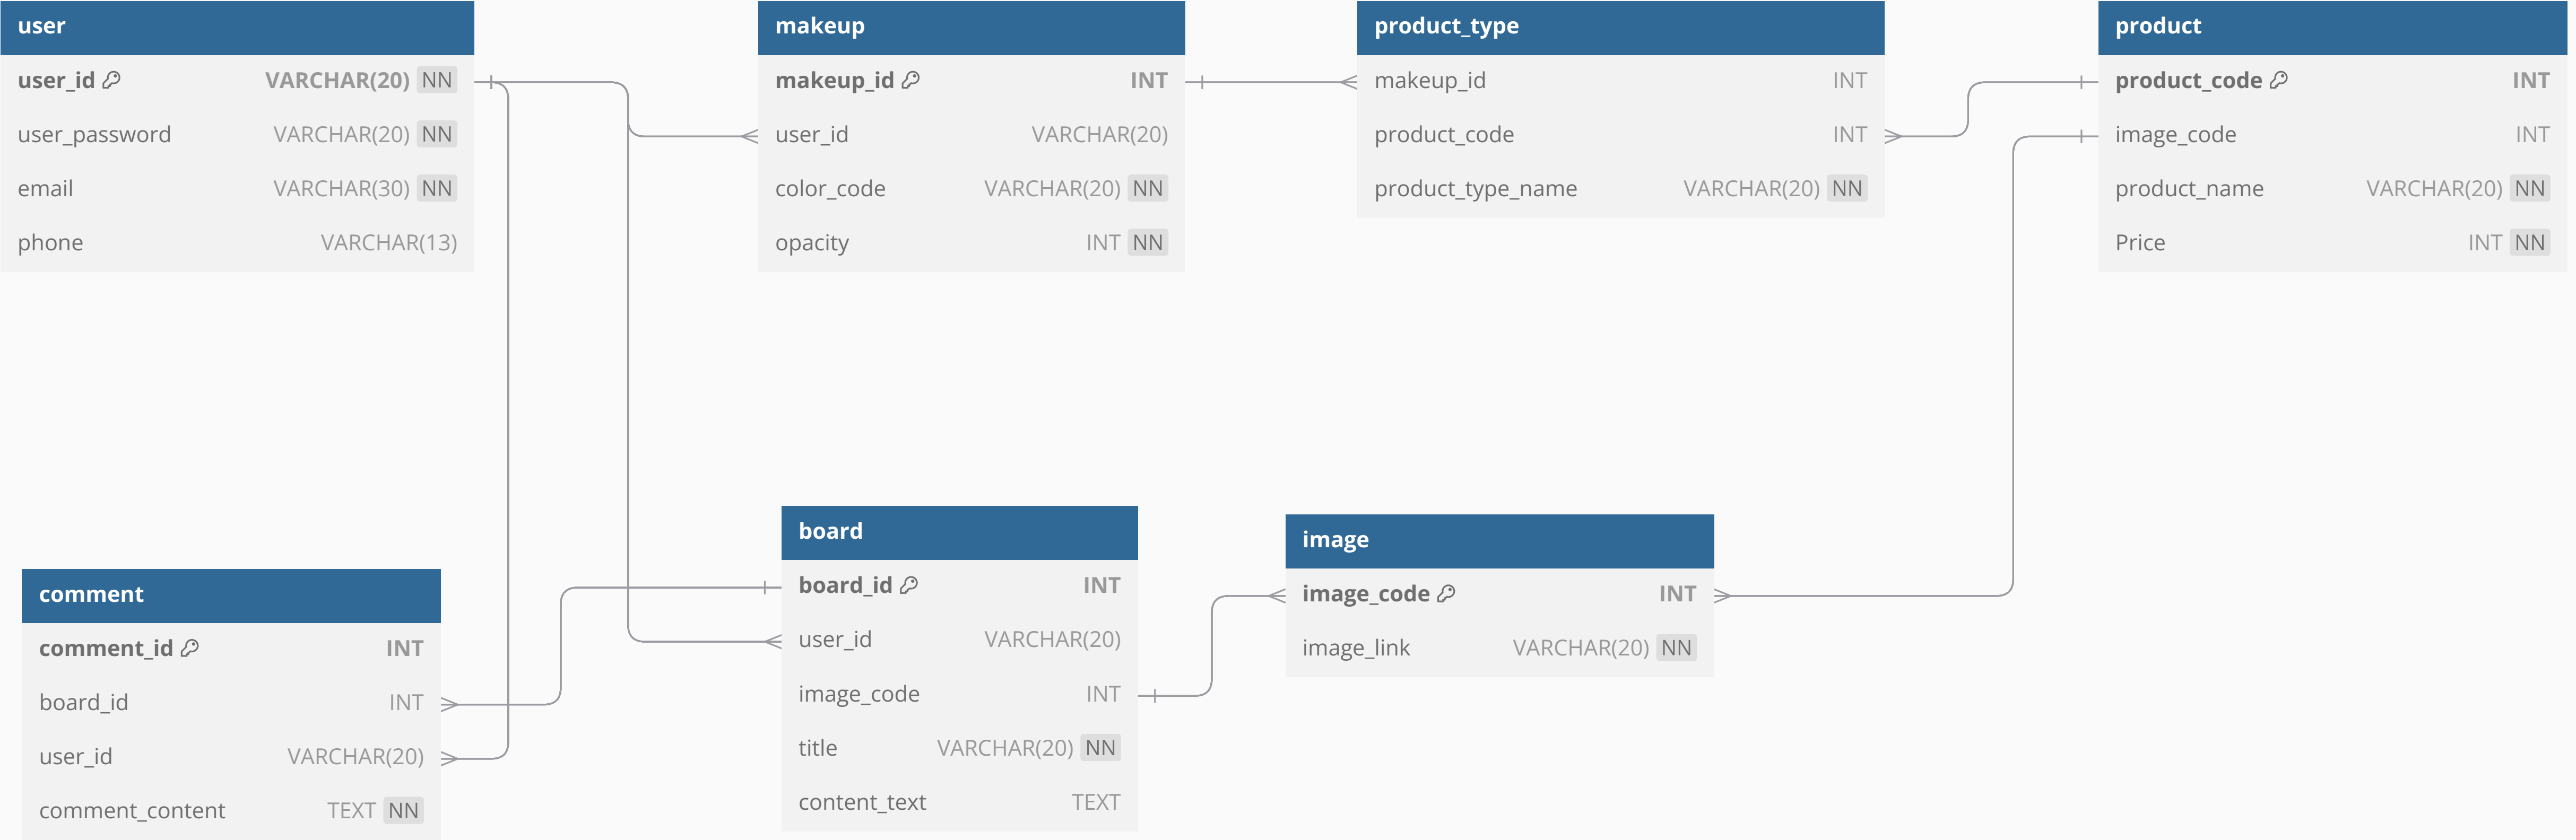 user
user_id VARCHAR(20) NN
user_password VARCHAR(20) NN
email VARCHAR(30) NN
phone VARCHAR(13)
makeup
makeup_id INT
user_id VARCHAR(20)
color_code VARCHAR(20) NN
opacity INT NN
product_type
makeup_id INT
product_code INT
product_type_name VARCHAR(20) NN
product
product_code INT
image_code INT
product_name VARCHAR(20) NN
Price INT NN
comment
comment_id INT
board_id INT
user_id VARCHAR(20)
comment_content TEXT NN
board
board_id INT
user_id VARCHAR(20)
image_code INT
title VARCHAR(20) NN
content_text TEXT
image
image_code INT
image_link VARCHAR(20) NN